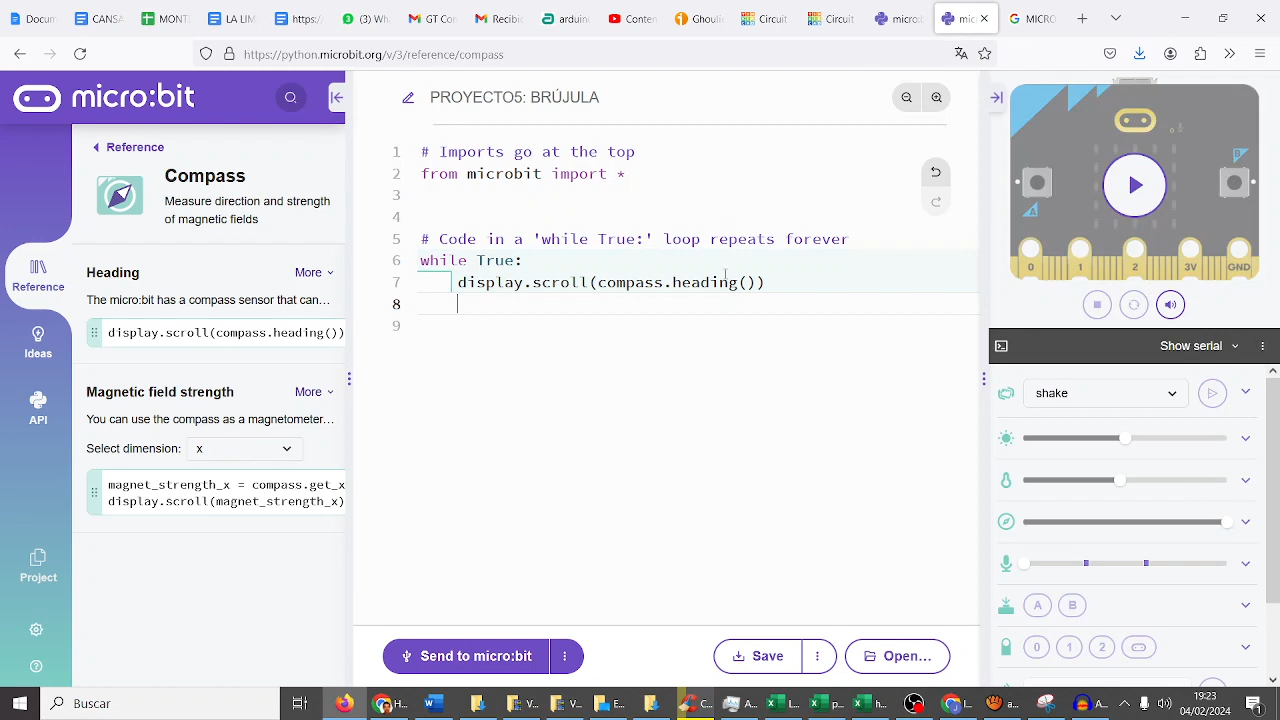 Docum
CANSA
MONT
LA LIM
https:/
(3) Wh
GT Co
Recib
ardu
Conve
Ghou
Circuit
Circuit
micro
mic
MICRO
https://python.microbit.org/v/3/reference/compass
micro:bit
Reference
Compass
Measure direction and strength
of magnetic fields
Heading
More
The micro:bit has a compass sensor that can…
display.scroll(compass.heading())
Magnetic field strength
More
You can use the compass as a magnetometer…
Select dimension:
x
magnet_strength_x = compass.get_x
display.scroll(magnet_strength_x)
Reference
Ideas
API
Project
PROYECTO5: BRÚJULA
1 # Imports go at the top
2 from microbit import *
3
4
5 # Code in a 'while True:' loop repeats forever
6 while True:
7 display.scroll(compass.heading())
8
9
Send to micro:bit
Save
Open...
A
B
0
1
2
3V
GND
Show serial
shake
A
B
0
1
2
Buscar
19:23
04/02/2024